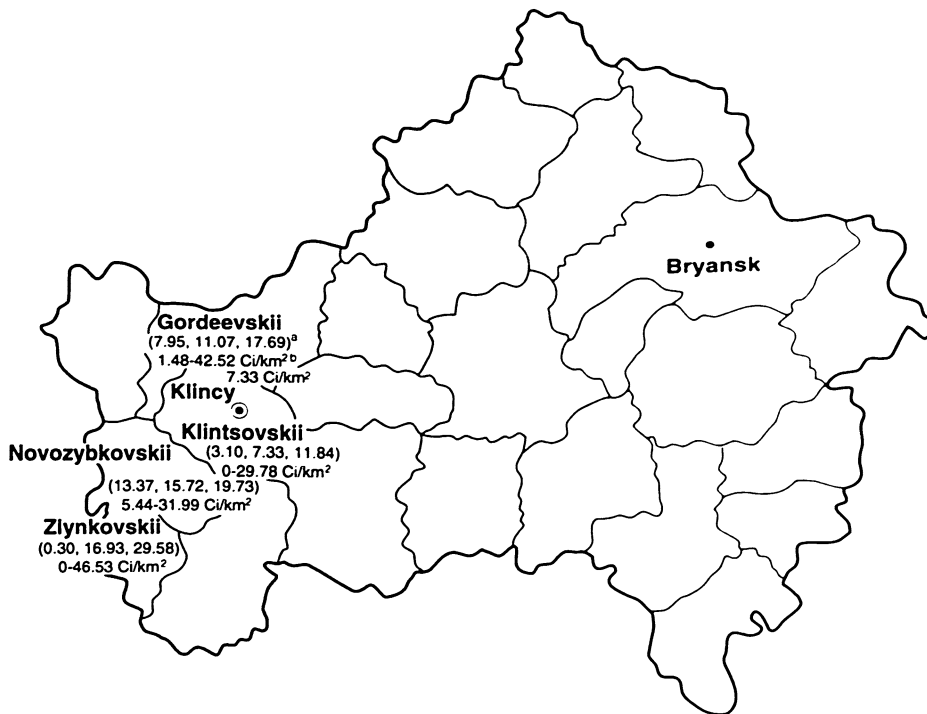 Bryansk
Gordeevskii
(7.95, 11.07, 17.69)ᵃ
1.48-42.52 Ci/km² ᵇ
7.33 Ci/km²
Klincy
Klintsovskii
(3.10, 7.33, 11.84)
0-29.78 Ci/km²
Novozybkovskii
(13.37, 15.72, 19.73)
5.44-31.99 Ci/km²
Zlynkovskii
(0.30, 16.93, 29.58)
0-46.53 Ci/km²